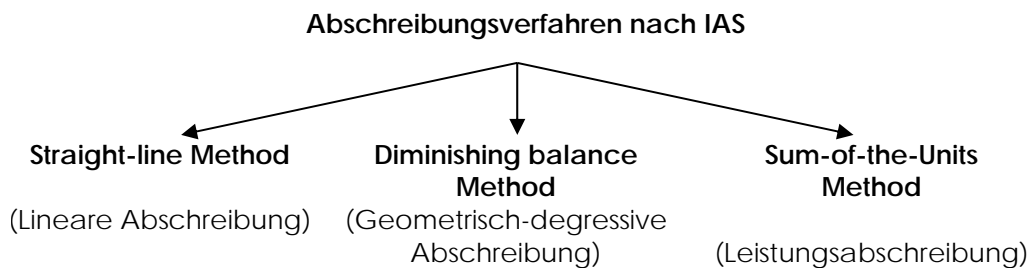 Abschreibungsverfahren nach IAS
Straight-line Method
(Lineare Abschreibung)
Diminishing balance
Method
(Geometrisch-degressive
Abschreibung)
Sum-of-the-Units
Method
(Leistungsabschreibung)